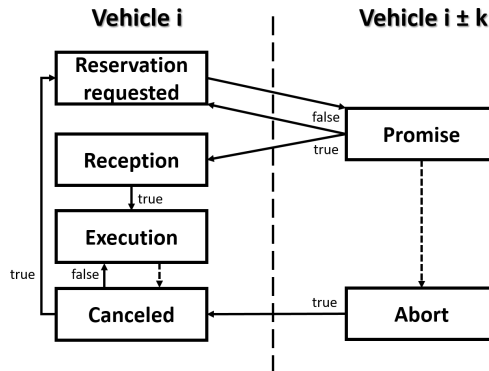 Vehicle i
Vehicle i ± k
Reservation
requested
false
Promise
true
Reception
true
Execution
true
false
true
Canceled
Abort